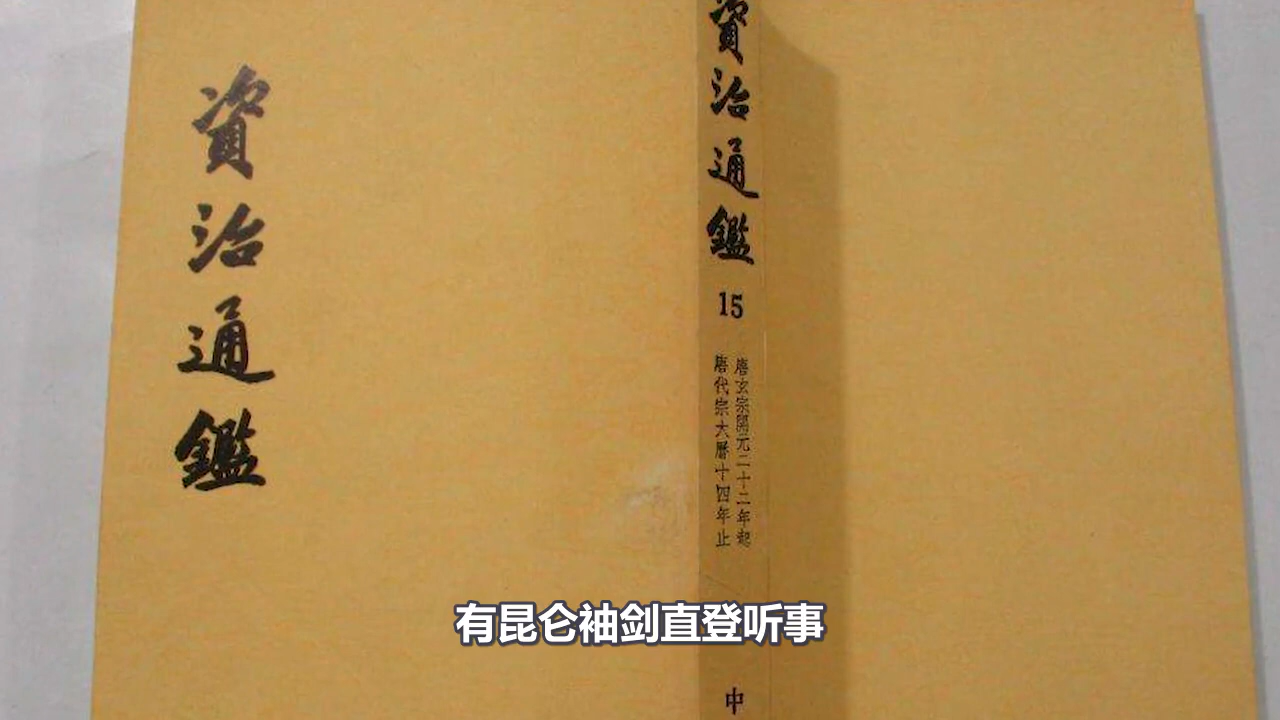 資治通鑑
資治通鑑
15
唐玄宗開元二十二年起
唐代宗大曆十四年止
中
有昆仑袖剑直登听事